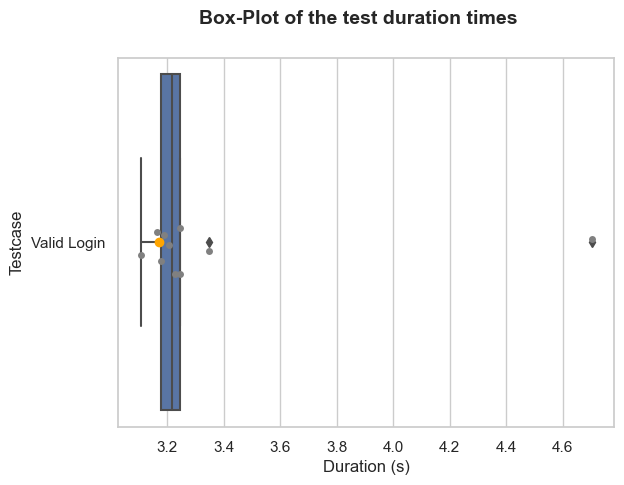 Box-Plot of the test duration times
Testcase
Valid Login
3.2 3.4 3.6 3.8 4.0 4.2 4.4 4.6
Duration (s)